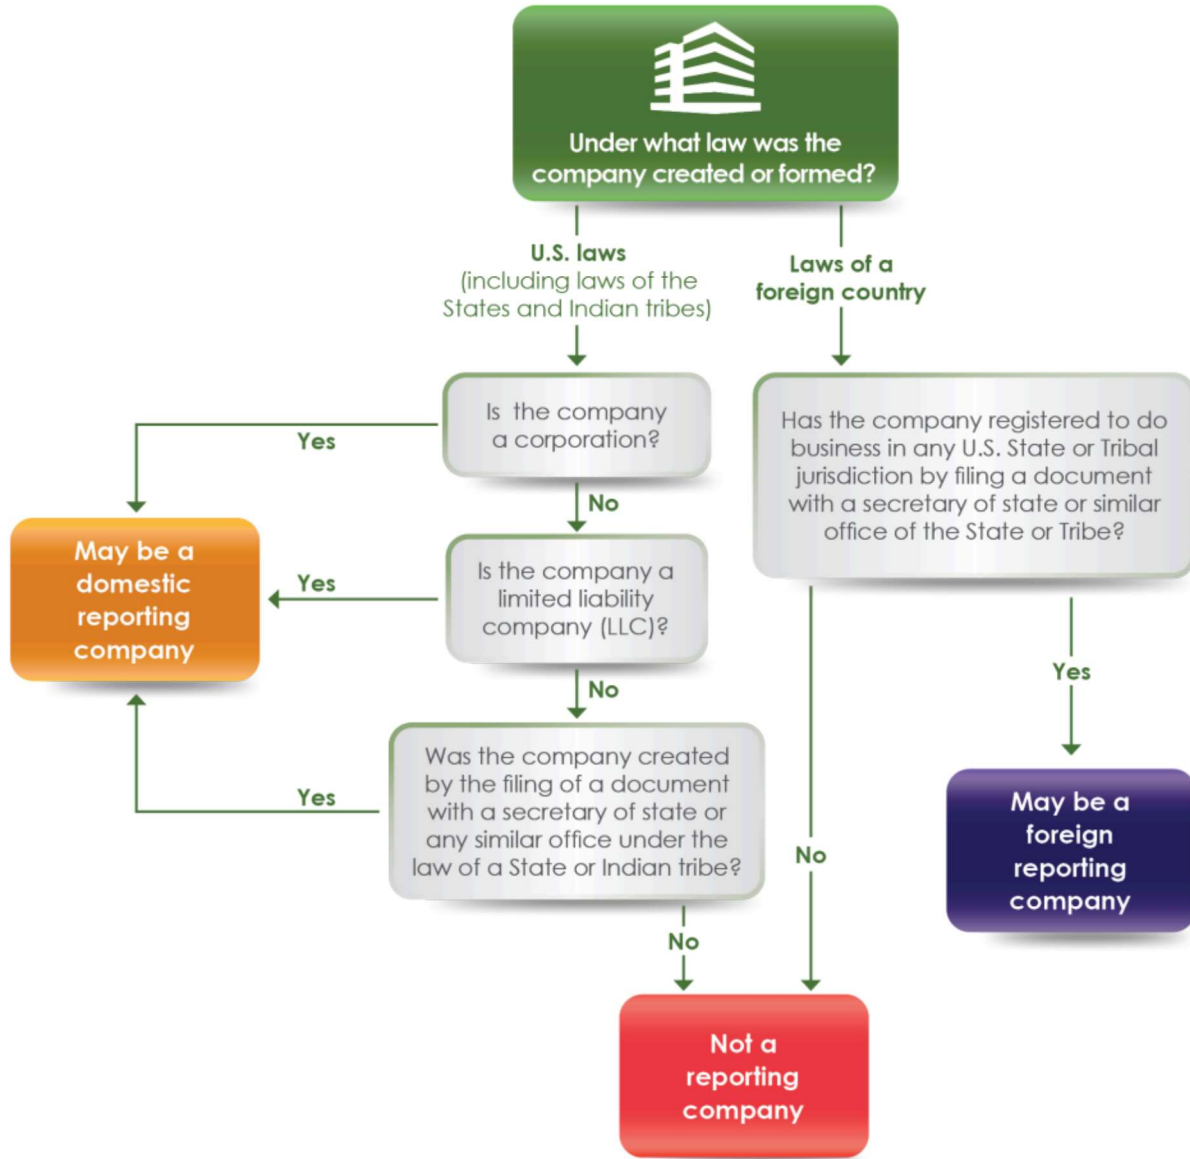 Under what law was the
company created or formed?
U.S. laws
(including laws of the
States and Indian tribes)
Laws of a
foreign country
Is the company
a corporation?
Yes
No
Has the company registered to do
business in any U.S. State or Tribal
jurisdiction by filing a document
with a secretary of state or similar
office of the State or Tribe?
May be a
domestic
reporting
company
Yes
Is the company a
limited liability
company (LLC)?
No
Yes
Was the company created
by the filing of a document
with a secretary of state or
any similar office under the
law of a State or Indian tribe?
Yes
No
No
May be a
foreign
reporting
company
Not a
reporting
company